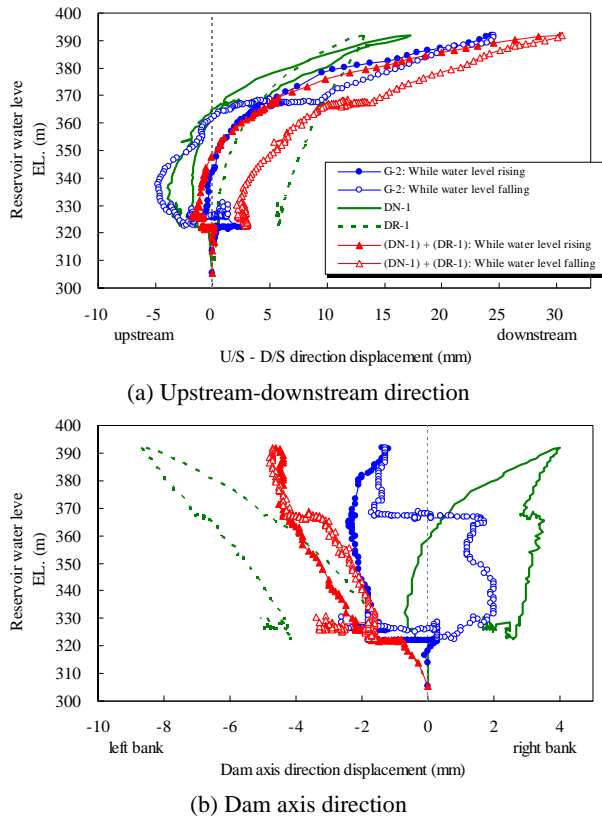 400
390
380
370
360
350
340
330
320
310
300
Reservoir water leve
EL. (m)
G-2: While water level rising
G-2: While water level falling
DN-1
DR-1
(DN-1) + (DR-1): While water level rising
(DN-1) + (DR-1): While water level falling
-10 -5 0 5 10 15 20 25 30
upstream downstream
U/S - D/S direction displacement (mm)
(a) Upstream-downstream direction
400
390
380
370
360
350
340
330
320
310
300
Reservoir water leve
EL. (m)
-10 -8 -6 -4 -2 0 2 4 6
left bank right bank
Dam axis direction displacement (mm)
(b) Dam axis direction